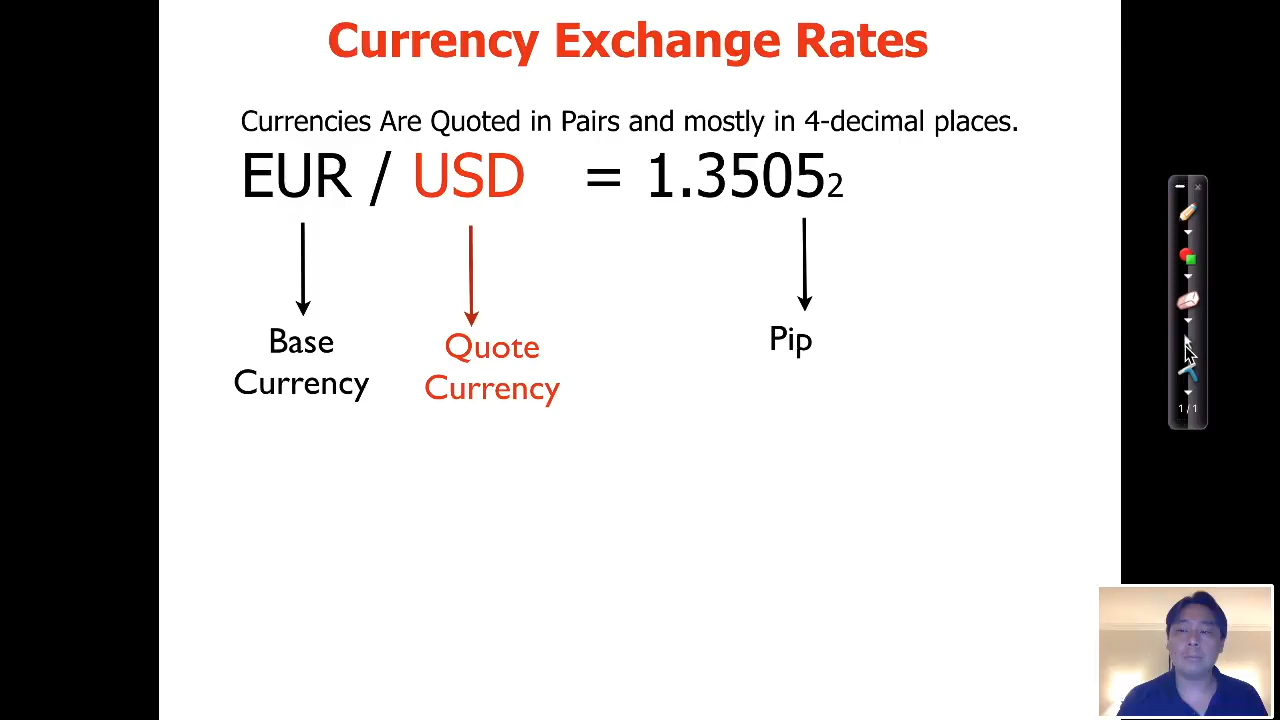 Currency Exchange Rates
Currencies Are Quoted in Pairs and mostly in 4-decimal places.
EUR / USD = 1.35052
Base Currency
Quote Currency
Pip
1 / 1